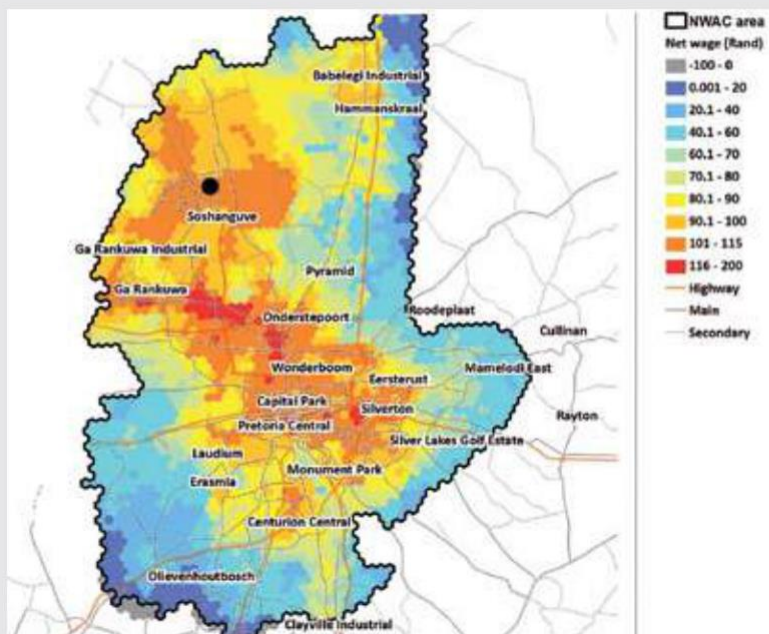 NWAC area
Net wage [Rand]
-100 - 0
0.001 - 20
20.1 - 40
40.1 - 60
60.1 - 70
70.1 - 80
80.1 - 90
90.1 - 100
101 - 115
116 - 200
Highway
Main
Secondary
Babelegi Industrial
Hammanskraal
Soshanguve
Ga Rankuwa Industrial
Pyramid
Ga Rankuwa
Roodeplaat
Onderstepoort
Cullinan
Wonderboom
Mamelodi East
Eersterust
Capital Park
Silverton
Rayton
Pretoria Central
Silver Lakes Golf Estate
Laudium
Monument Park
Erasmia
Centurion Central
Olievenhoutbosch
Clayville Industrial